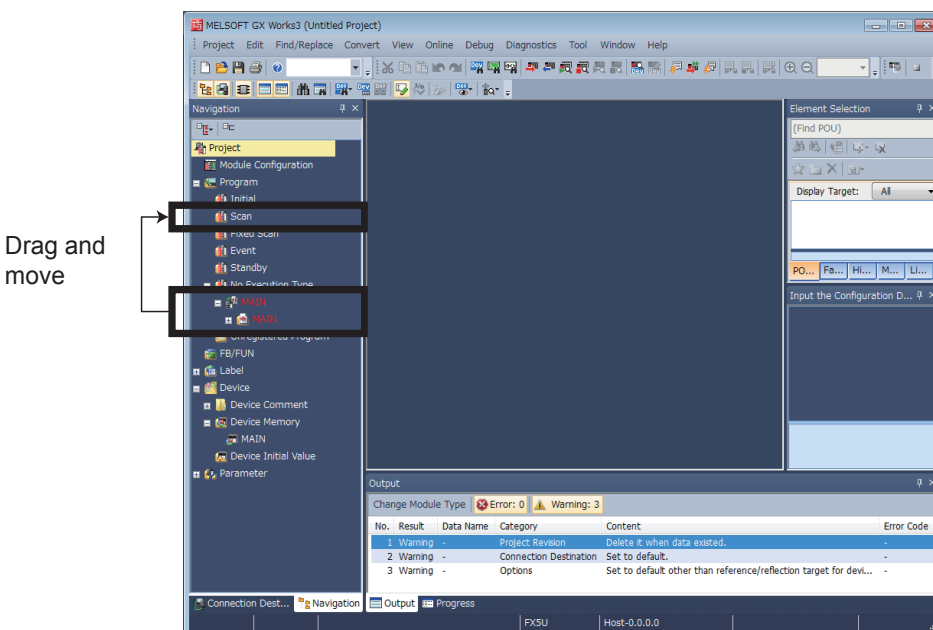 MELSOFT GX Works3 (Untitled Project)
Project Edit Find/Replace Convert View Online Debug Diagnostics Tool Window Help
Navigation
Project
Module Configuration
Program
Initial
Scan
Fixed Scan
Event
Standby
No Execution Type
MAIN
MAIN
Unregistered Program
FB/FUN
Label
Device
Device Comment
Device Memory
MAIN
Device Initial Value
Parameter
Connection Dest... Navigation
Drag and
move
Element Selection
(Find POU)
Display Target: All
PO... Fa... Hi... M... Li...
Input the Configuration D...
Output
Change Module Type Error: 0 Warning: 3
No. Result Data Name Category Content Error Code
1 Warning - Project Revision Delete it when data existed. -
2 Warning - Connection Destination Set to default. -
3 Warning - Options Set to default other than reference/reflection target for devi... -
Output Progress
FX5U Host-0.0.0.0